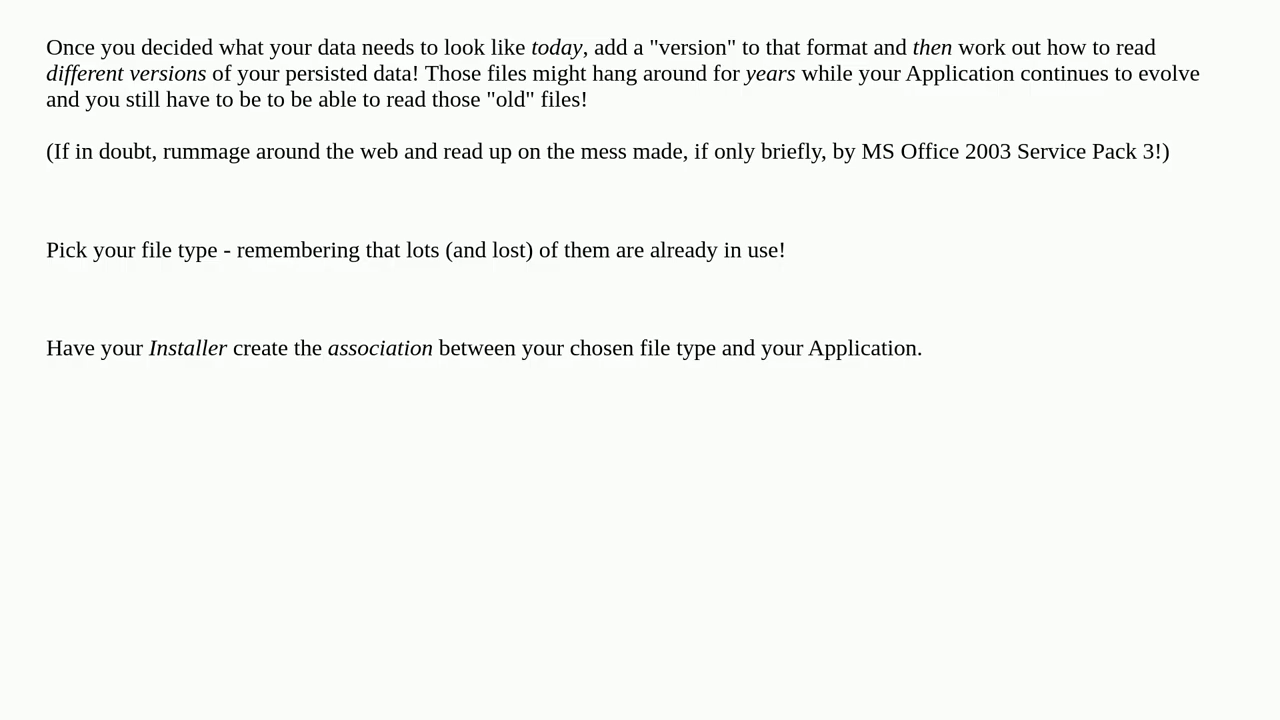 Once you decided what your data needs to look like today, add a "version" to that format and then work out how to read
different versions of your persisted data! Those files might hang around for years while your Application continues to evolve
and you still have to be to be able to read those "old" files!
(If in doubt, rummage around the web and read up on the mess made, if only briefly, by MS Office 2003 Service Pack 3!)
Pick your file type - remembering that lots (and lost) of them are already in use!
Have your Installer create the association between your chosen file type and your Application.